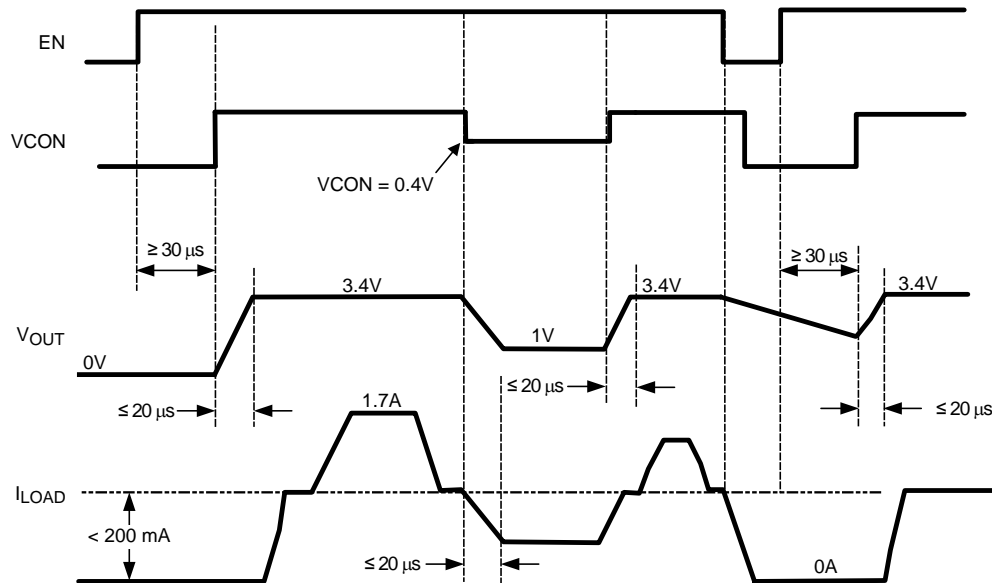 EN
VCON
VCON = 0.4V
≥ 30 μs
≥ 30 μs
3.4V
3.4V
3.4V
VOUT
1V
0V
≤ 20 μs
≤ 20 μs
≤ 20 μs
1.7A
ILOAD
< 200 mA
≤ 20 μs
0A